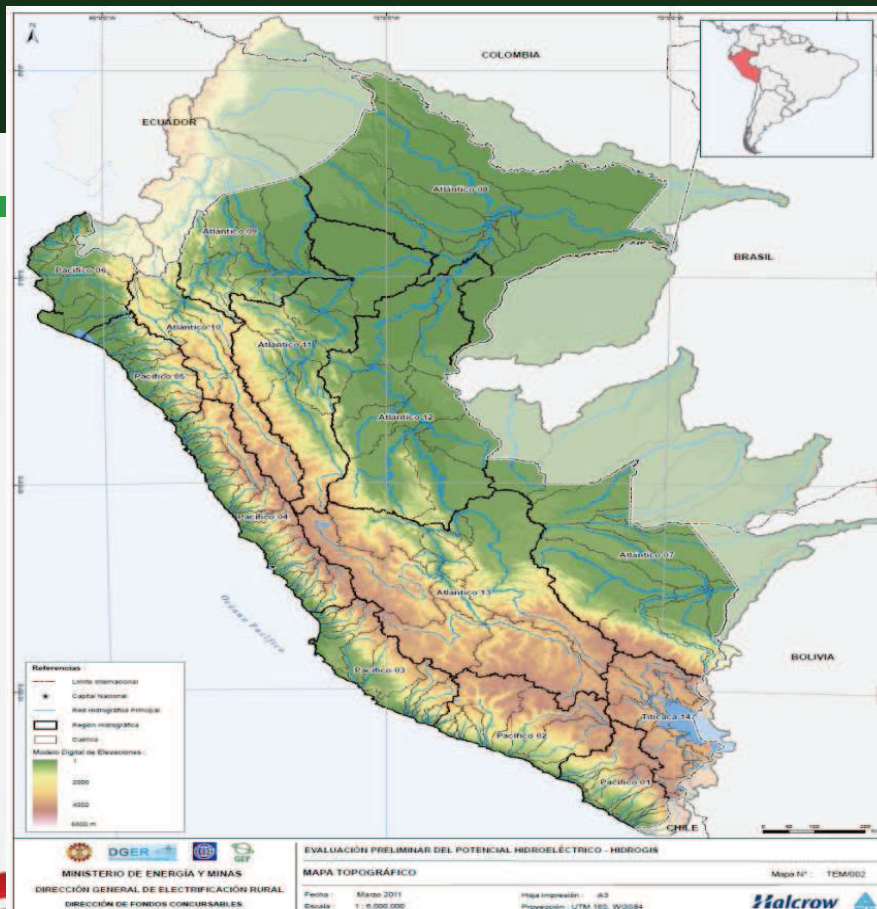 COLOMBIA
ECUADOR
Atlántico 08
Atlántico 09
BRASIL
Pacífico 06
Atlántico 10
Atlántico 11
Pacífico 05
Atlántico 12
Pacífico 04
Atlántico 07
Atlántico 13
Océano Pacífico
BOLIVIA
Pacífico 03
Titicaca 14
Pacífico 02
Pacífico 01
CHILE
Referencias
Límite Internacional
Capital Nacional
Red Hidrográfica Principal
Región Hidrográfica
Cuenca
Modelo Digital de Elevaciones :
1
2000
4000
6600 m
DGER
GEF
MINISTERIO DE ENERGÍA Y MINAS
DIRECCIÓN GENERAL DE ELECTRIFICACIÓN RURAL
DIRECCIÓN DE FONDOS CONCURSABLES
EVALUACIÓN PRELIMINAR DEL POTENCIAL HIDROELÉCTRICO - HIDROGIS
MAPA TOPOGRÁFICO
Mapa N° : TEM/002
Fecha : Marzo 2011
Hoja Impresión : A3
Escala : 1 : 6.000.000
Proyección : UTM 18S, WGS84
Halcrow